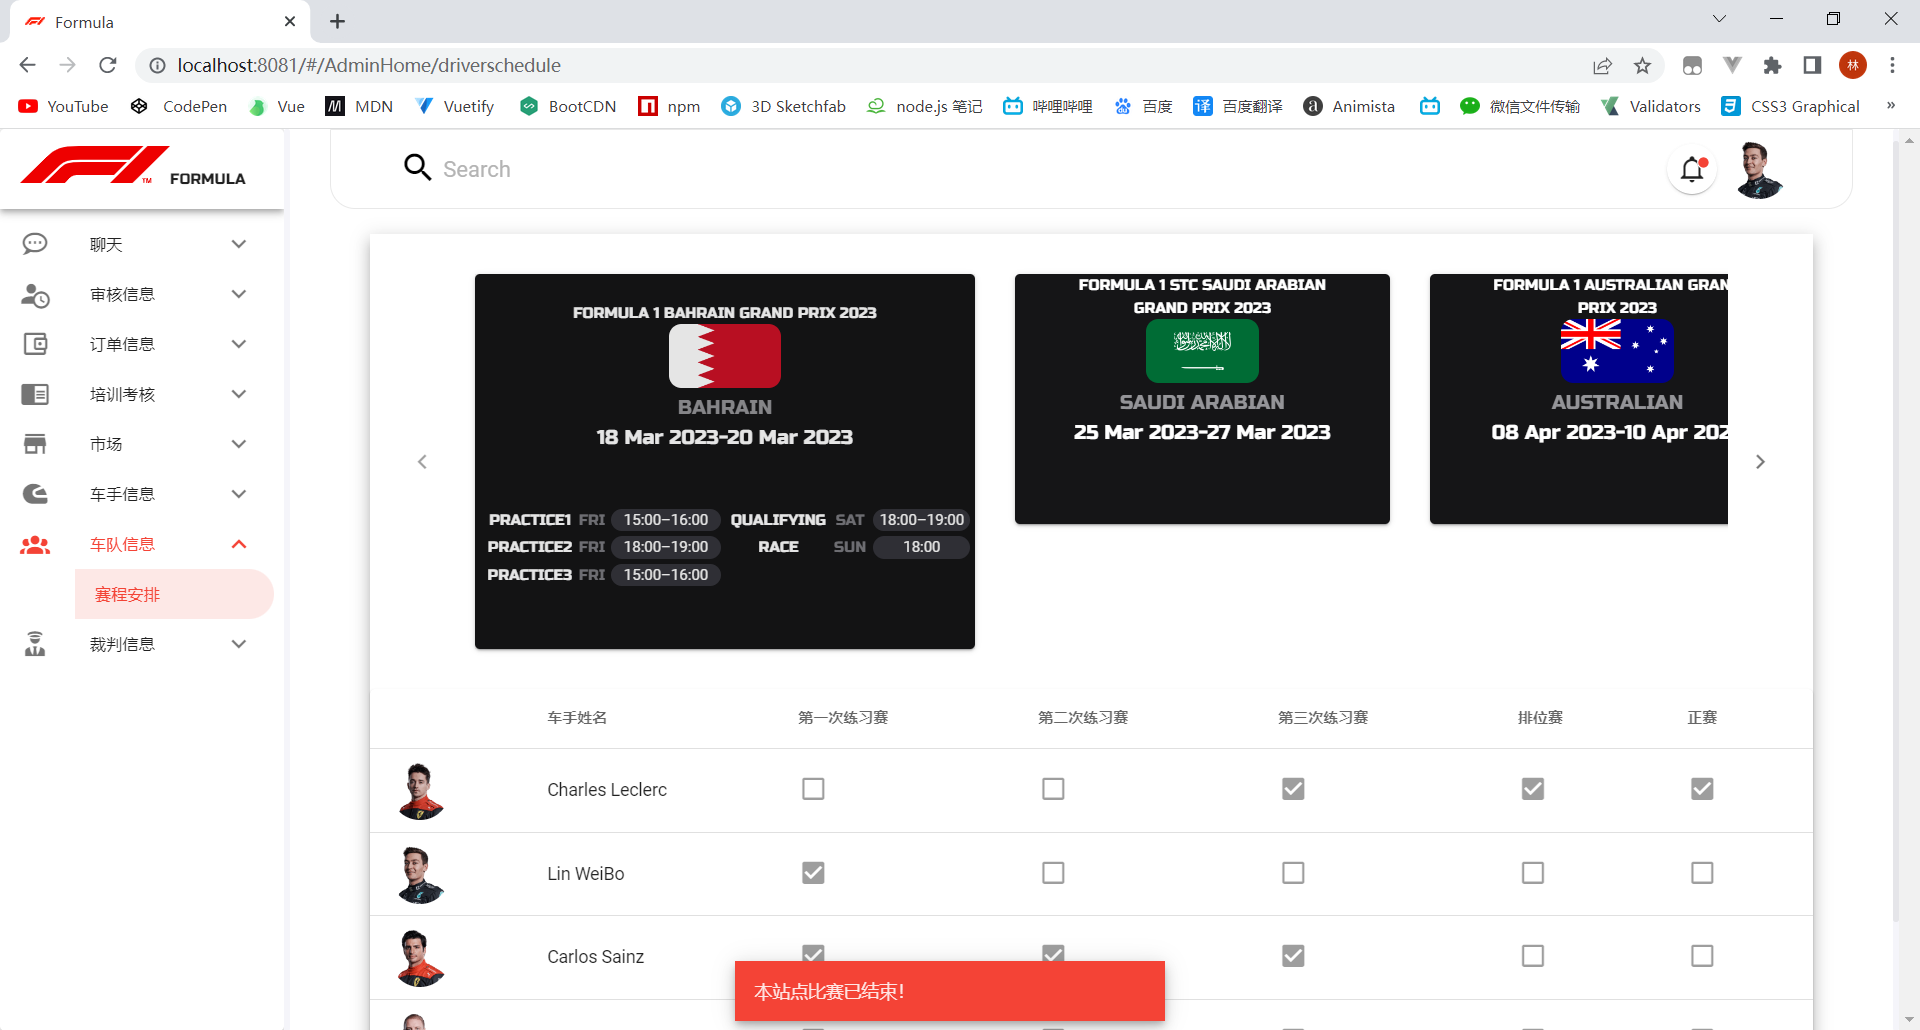 Formula
localhost:8081/#/AdminHome/driverschedule
林
YouTube
CodePen
Vue
MDN
Vuetify
BootCDN
npm
3D Sketchfab
node.js 笔记
哔哩哔哩
百度
译 百度翻译
Animista
微信文件传输
Validators
CSS3 Graphical
»
FORMULA
TM
Search
聊天
审核信息
订单信息
培训考核
市场
车手信息
车队信息
赛程安排
裁判信息
FORMULA 1 BAHRAIN GRAND PRIX 2023
BAHRAIN
18 Mar 2023-20 Mar 2023
PRACTICE1 FRI 15:00–16:00 QUALIFYING SAT 18:00–19:00
PRACTICE2 FRI 18:00–19:00 RACE SUN 18:00
PRACTICE3 FRI 15:00–16:00
FORMULA 1 STC SAUDI ARABIAN
GRAND PRIX 2023
SAUDI ARABIAN
25 Mar 2023-27 Mar 2023
FORMULA 1 AUSTRALIAN GRAN
PRIX 2023
AUSTRALIAN
08 Apr 2023-10 Apr 202
车手姓名 第一次练习赛 第二次练习赛 第三次练习赛 排位赛 正赛
Charles Leclerc
Lin WeiBo
Carlos Sainz
本站点比赛已结束！